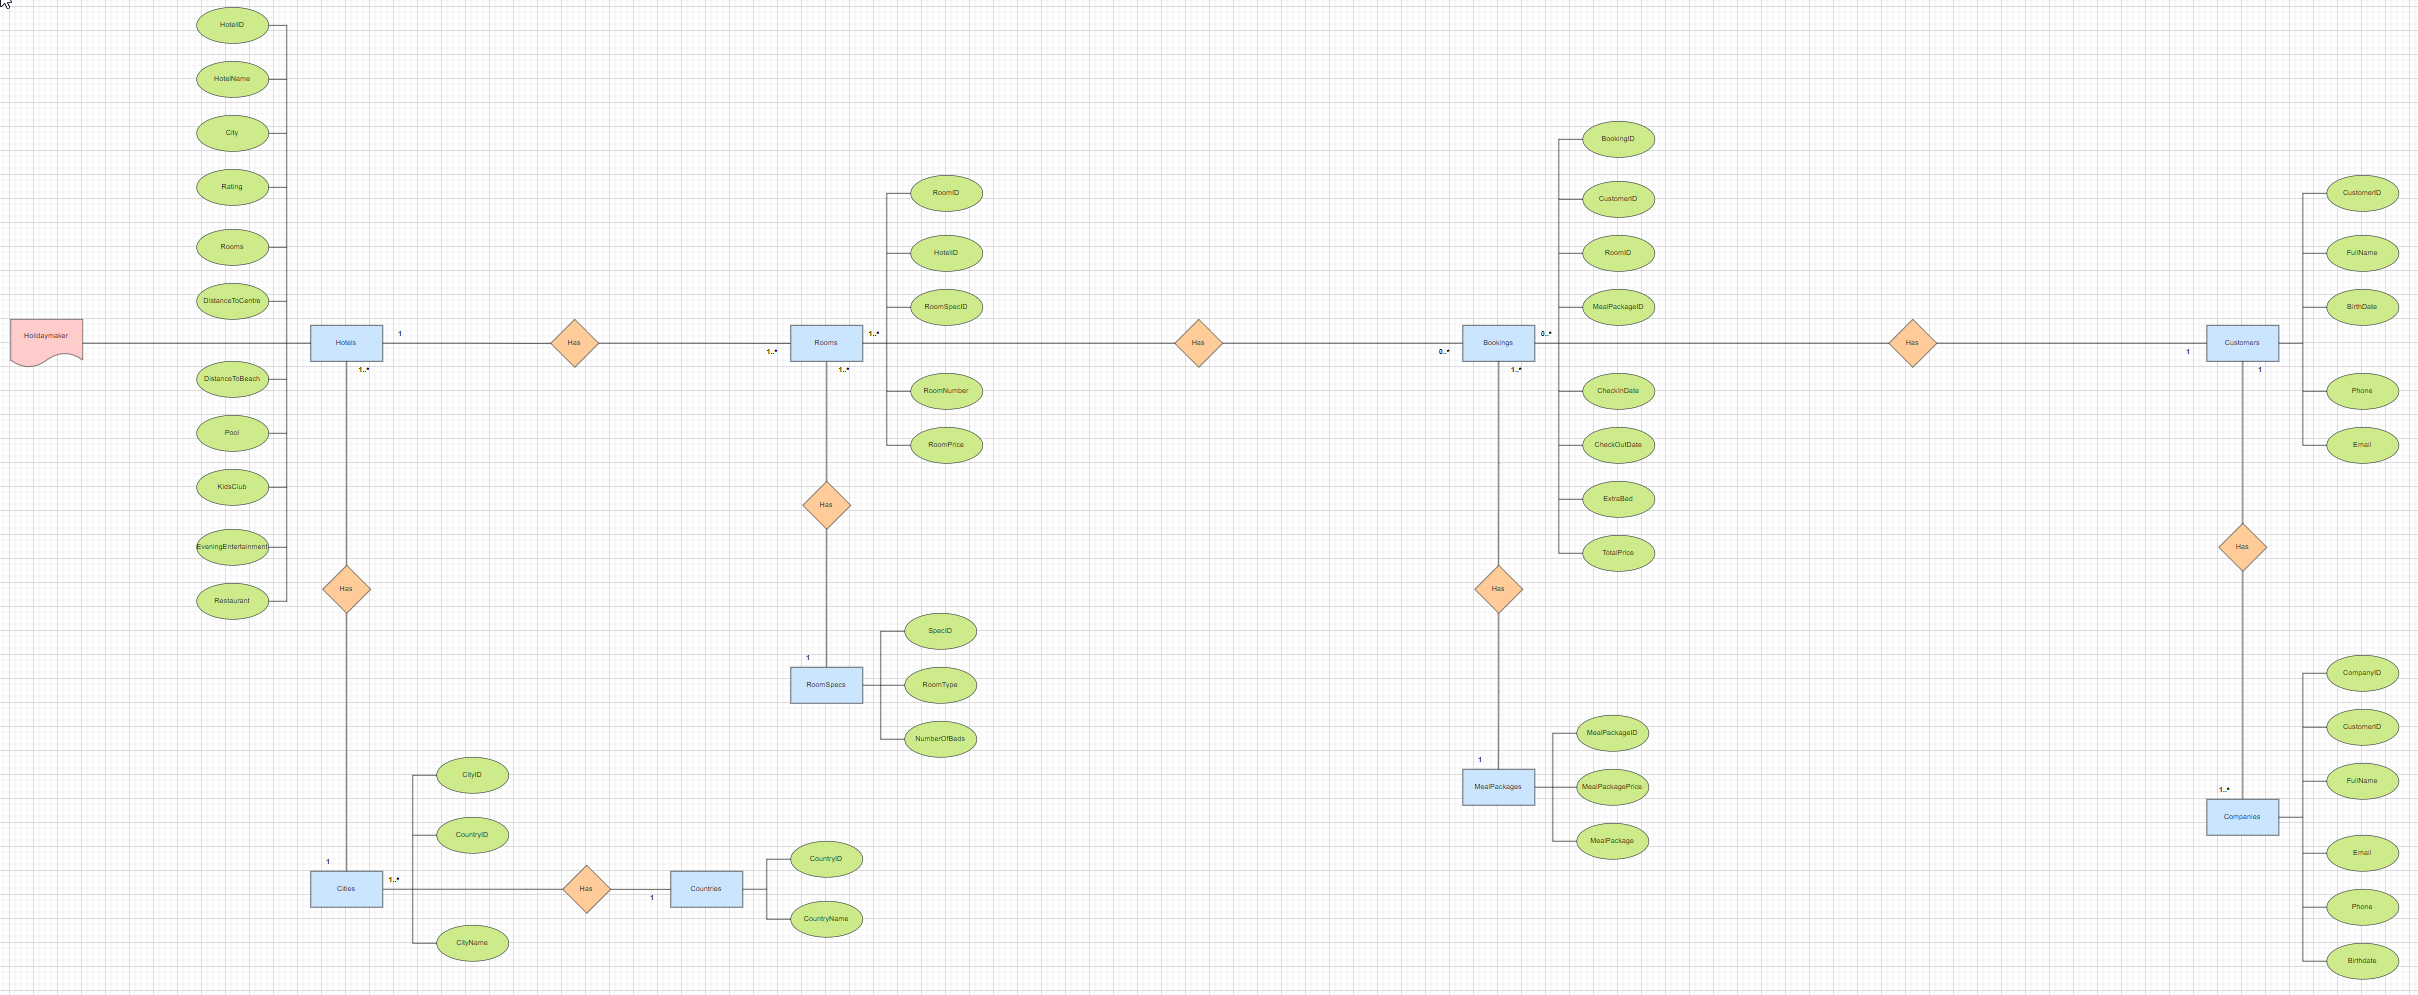 HotelID
HotelName
City
Rating
Rooms
DistanceToCentre
Holidaymaker
DistanceToBeach
Pool
KidsClub
EveningEntertainment
Restaurant
Hotels
1
1..*
Has
1..*
Rooms
1..*
1..*
RoomID
HotelID
RoomSpecID
RoomNumber
RoomPrice
Has
0..*
Bookings
0..*
1..*
BookingID
CustomerID
RoomID
MealPackageID
CheckInDate
CheckOutDate
ExtraBed
TotalPrice
Has
1
Customers
1
CustomerID
FullName
BirthDate
Phone
Email
Has
1
Cities
1..*
CityID
CountryID
CityName
Has
1
Countries
CountryID
CountryName
Has
1
RoomSpecs
SpecID
RoomType
NumberOfBeds
Has
1
MealPackages
MealPackageID
MealPackagePrice
MealPackage
Has
1..*
Companies
CompanyID
CustomerID
FullName
Email
Phone
Birthdate